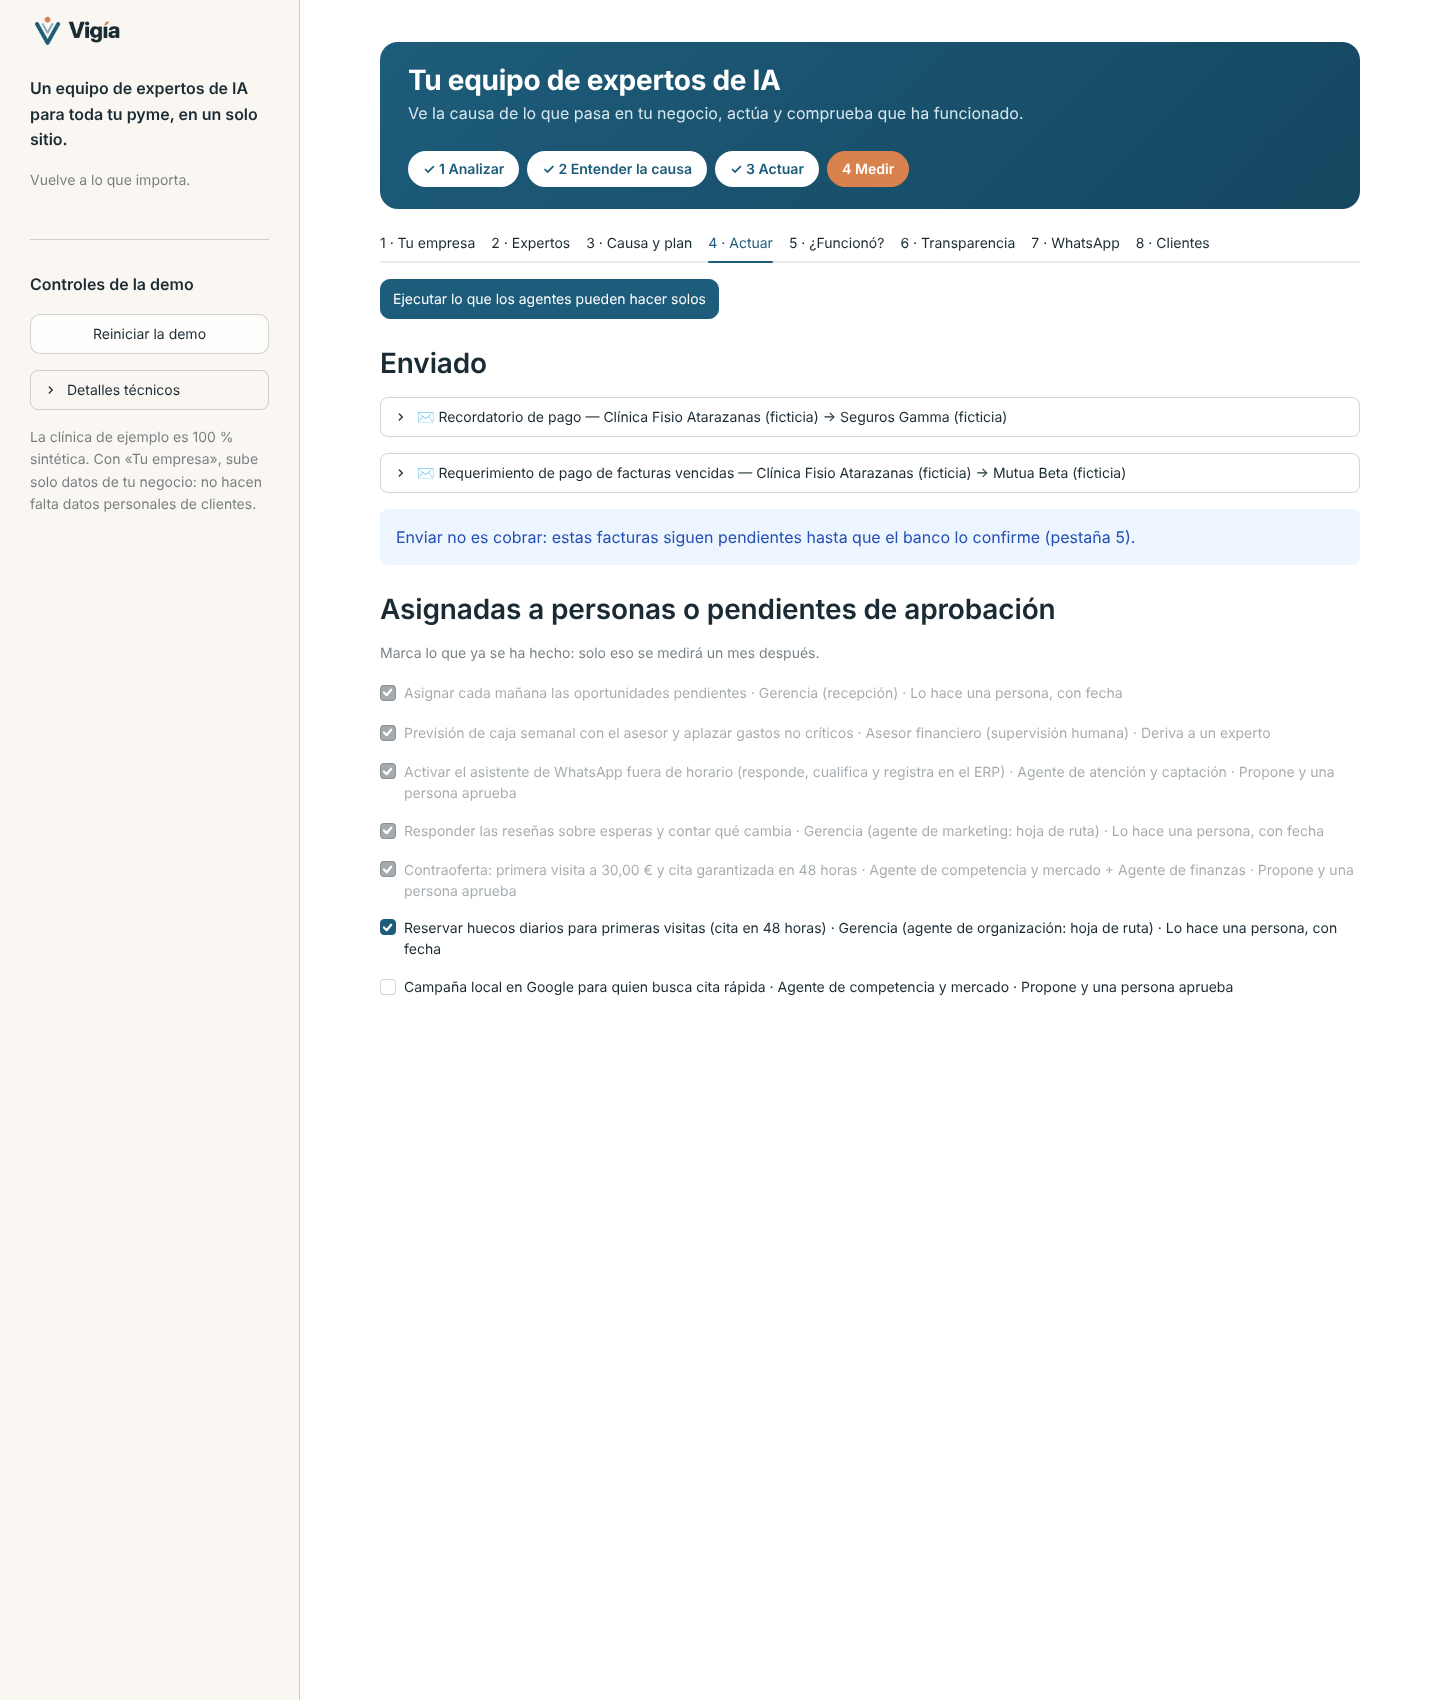 Vigía
Un equipo de expertos de IA
para toda tu pyme, en un solo
sitio.
Vuelve a lo que importa.
Controles de la demo
Reiniciar la demo
Detalles técnicos
La clínica de ejemplo es 100 %
sintética. Con «Tu empresa», sube
solo datos de tu negocio: no hacen
falta datos personales de clientes.
Tu equipo de expertos de IA
Ve la causa de lo que pasa en tu negocio, actúa y comprueba que ha funcionado.
✓ 1 Analizar ✓ 2 Entender la causa ✓ 3 Actuar 4 Medir
1 · Tu empresa 2 · Expertos 3 · Causa y plan 4 · Actuar 5 · ¿Funcionó? 6 · Transparencia 7 · WhatsApp 8 · Clientes
Ejecutar lo que los agentes pueden hacer solos
Enviado
✉️ Recordatorio de pago — Clínica Fisio Atarazanas (ficticia) → Seguros Gamma (ficticia)
✉️ Requerimiento de pago de facturas vencidas — Clínica Fisio Atarazanas (ficticia) → Mutua Beta (ficticia)
Enviar no es cobrar: estas facturas siguen pendientes hasta que el banco lo confirme (pestaña 5).
Asignadas a personas o pendientes de aprobación
Marca lo que ya se ha hecho: solo eso se medirá un mes después.
Asignar cada mañana las oportunidades pendientes · Gerencia (recepción) · Lo hace una persona, con fecha
Previsión de caja semanal con el asesor y aplazar gastos no críticos · Asesor financiero (supervisión humana) · Deriva a un experto
Activar el asistente de WhatsApp fuera de horario (responde, cualifica y registra en el ERP) · Agente de atención y captación · Propone y una
persona aprueba
Responder las reseñas sobre esperas y contar qué cambia · Gerencia (agente de marketing: hoja de ruta) · Lo hace una persona, con fecha
Contraoferta: primera visita a 30,00 € y cita garantizada en 48 horas · Agente de competencia y mercado + Agente de finanzas · Propone y una
persona aprueba
Reservar huecos diarios para primeras visitas (cita en 48 horas) · Gerencia (agente de organización: hoja de ruta) · Lo hace una persona, con
fecha
Campaña local en Google para quien busca cita rápida · Agente de competencia y mercado · Propone y una persona aprueba